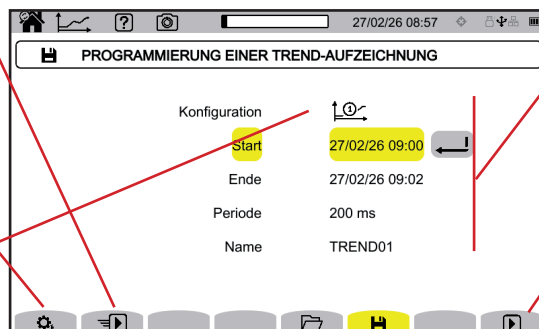 ?
27/02/26 08:57
PROGRAMMIERUNG EINER TREND-AUFZEICHNUNG
Konfiguration 1
Start 27/02/26 09:00
Ende 27/02/26 09:02
Periode 200 ms
Name TREND01